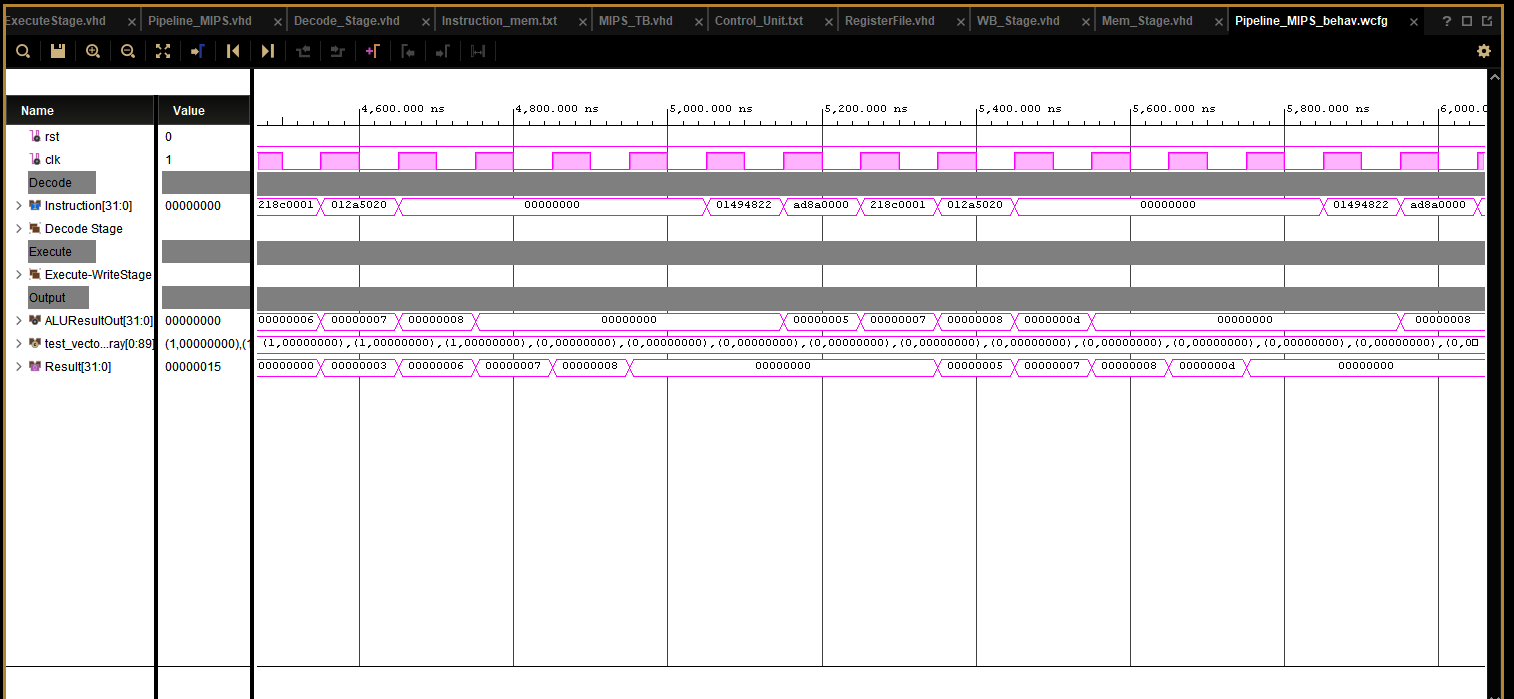 ExecuteStage.vhd × Pipeline_MIPS.vhd × Decode_Stage.vhd × Instruction_mem.txt × MIPS_TB.vhd × Control_Unit.txt × RegisterFile.vhd × WB_Stage.vhd × Mem_Stage.vhd × Pipeline_MIPS_behav.wcfg × ?
Name Value 4,600.000 ns 4,800.000 ns 5,000.000 ns 5,200.000 ns 5,400.000 ns 5,600.000 ns 5,800.000 ns 6,000.0
rst 0
clk 1
Decode
Instruction[31:0] 00000000 218c0001 012a5020 00000000 01494822 ad8a0000 218c0001 012a5020 00000000 01494822 ad8a0000
Decode Stage
Execute
Execute-WriteStage
Output
ALUResultOut[31:0] 00000000 00000006 00000007 00000008 00000000 00000005 00000007 00000008 0000000d 00000000 00000008
test_vecto...ray[0:89] (1,00000000),(1 (1,00000000),(1,00000000),(1,00000000),(0,00000000),(0,00000000),(0,00000000),(0,00000000),(0,00000000),(0,00000000),(0,00000000),(0,00000000),(0,00000000),(0,00000000),(0,0
Result[31:0] 00000015 00000000 00000003 00000006 00000007 00000008 00000000 00000005 00000007 00000008 0000000d 00000000